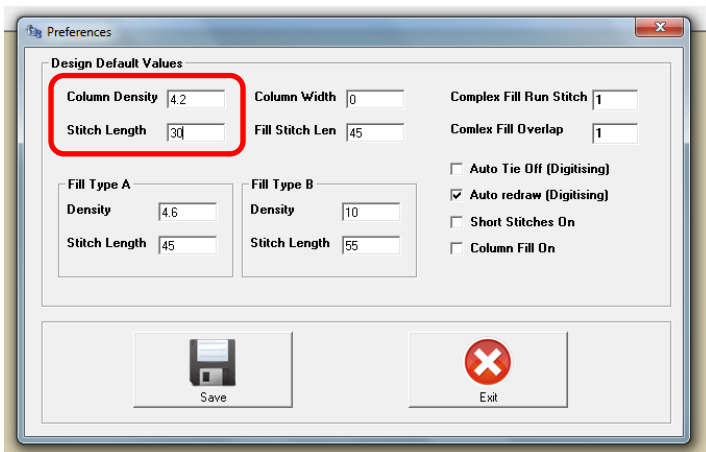 Preferences
Design Default Values
Column Density 4.2 Column Width 0 Complex Fill Run Stitch 1
Stitch Length 30 Fill Stitch Len 45 Comlex Fill Overlap 1
Auto Tie Off (Digitising)
Fill Type A Fill Type B Auto redraw (Digitising)
Density 4.6 Density 10 Short Stitches On
Stitch Length 45 Stitch Length 55 Column Fill On
Save Exit